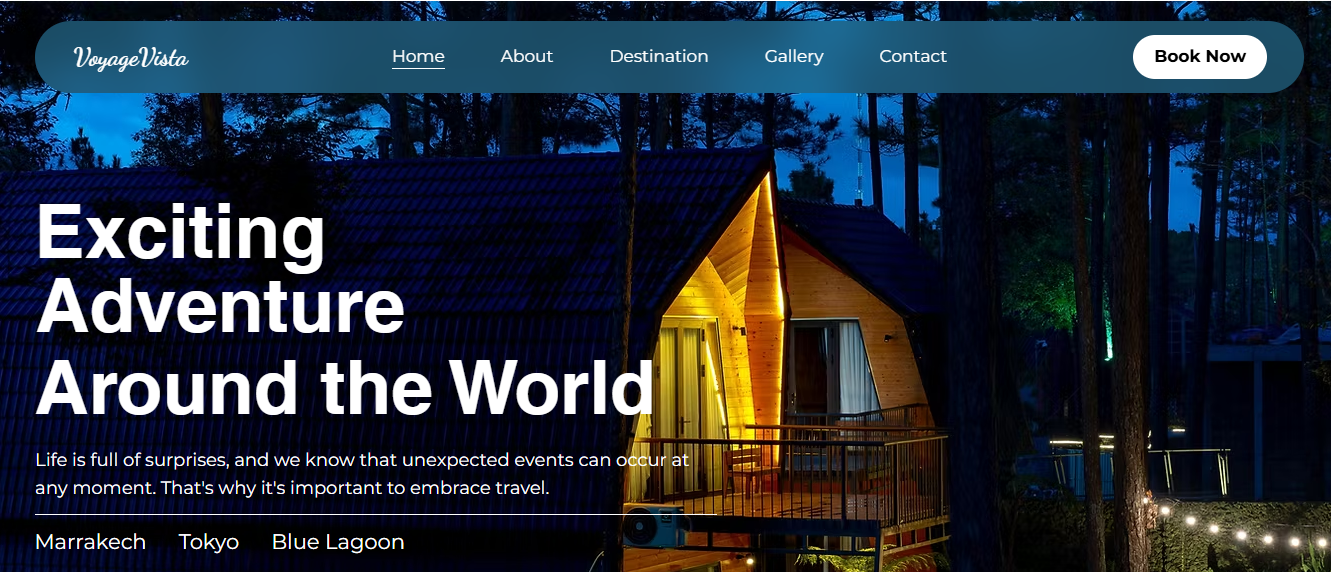 VoyageVista
Home
About
Destination
Gallery
Contact
Book Now
Exciting
Adventure
Around the World
Life is full of surprises, and we know that unexpected events can occur at
any moment. That's why it's important to embrace travel.
Marrakech
Tokyo
Blue Lagoon